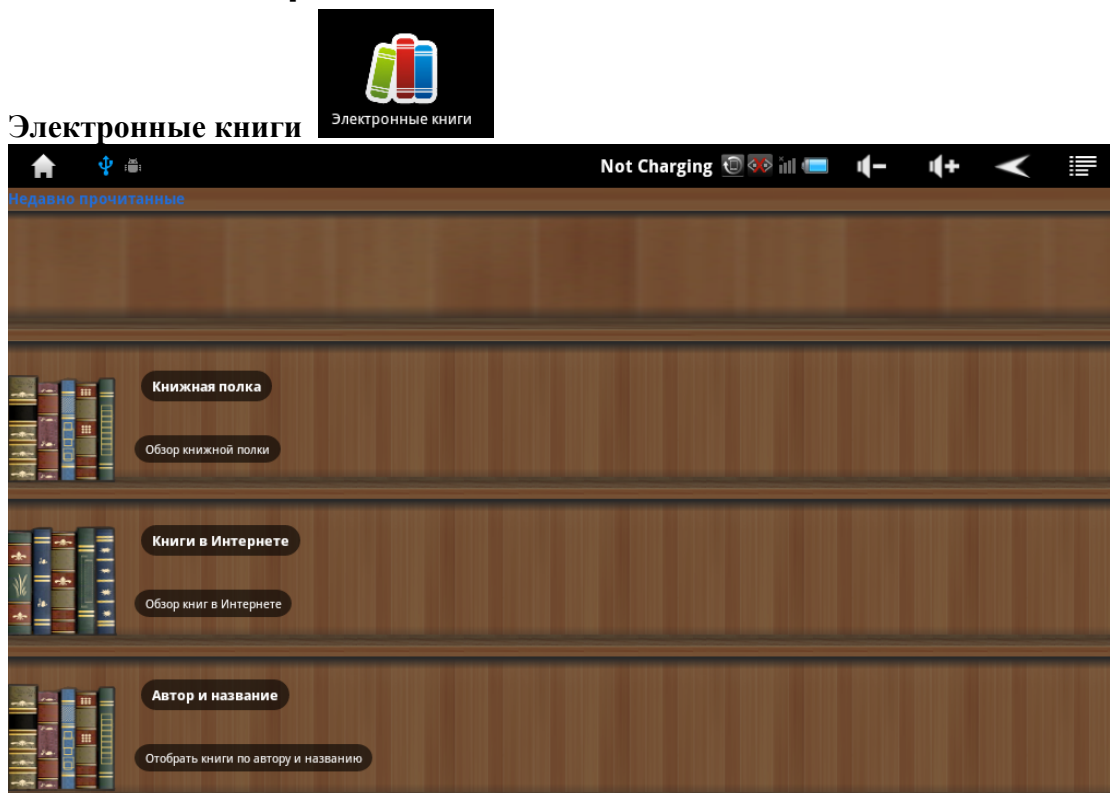 Электронные книги
Электронные книги
Not Charging
Недавно прочитанные
Книжная полка
Обзор книжной полки
Книги в Интернете
Обзор книг в Интернете
Автор и название
Отобрать книги по автору и названию